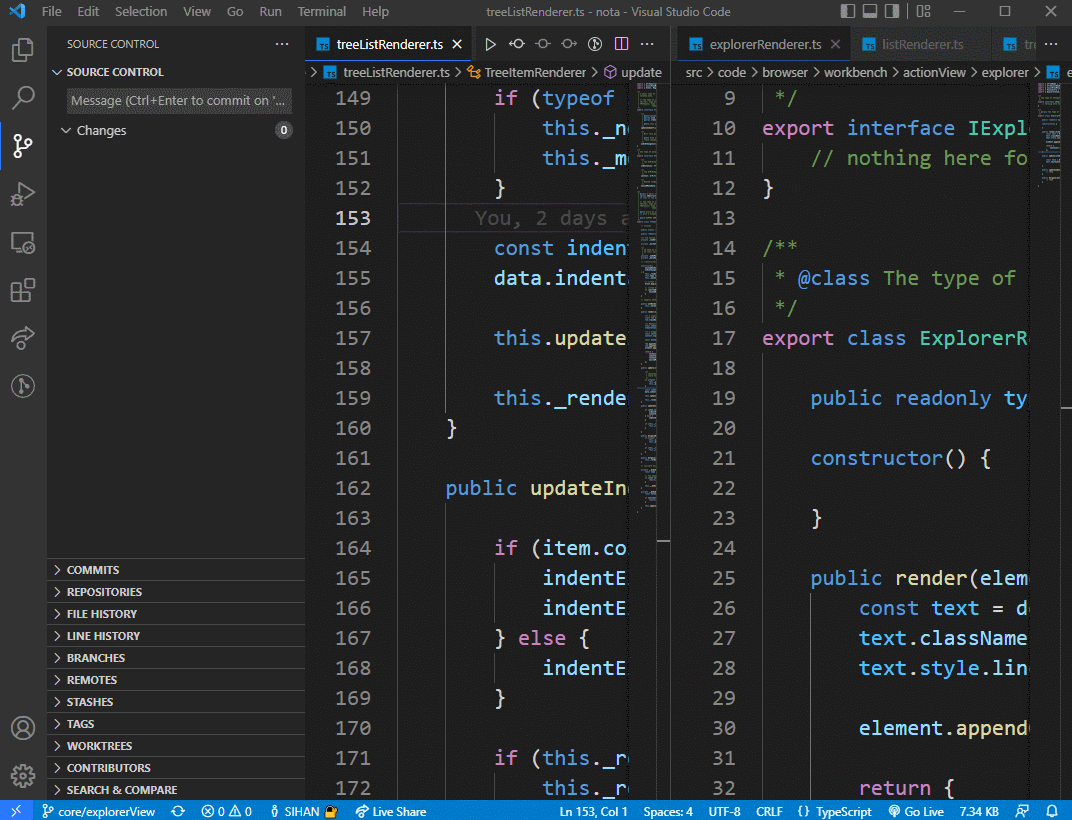 File Edit Selection View Go Run Terminal Help treeListRenderer.ts - nota - Visual Studio Code
SOURCE CONTROL
SOURCE CONTROL
Message (Ctrl+Enter to commit on '...
Changes 0
COMMITS
REPOSITORIES
FILE HISTORY
LINE HISTORY
BRANCHES
REMOTES
STASHES
TAGS
WORKTREES
CONTRIBUTORS
SEARCH & COMPARE
TS treeListRenderer.ts
TS treeListRenderer.ts > TreeItemRenderer > update
149 if (typeof
150 this._n
151 this._m
152 }
153 You, 2 days a
154 const inden
155 data.indent
156
157 this.update
158
159 this._rende
160 }
161
162 public updateIn
163
164 if (item.co
165 indentE
166 indentE
167 } else {
168 indentE
169 }
170
171 if (this._r
172 this._r
TS explorerRenderer.ts TS listRenderer.ts TS tr
src > code > browser > workbench > actionView > explorer > TS e
9 */
10 export interface IExpl
11 // nothing here fo
12 }
13
14 /**
15 * @class The type of
16 */
17 export class ExplorerR
18
19 public readonly ty
20
21 constructor() {
22
23 }
24
25 public render(elem
26 const text = d
27 text.className
28 text.style.lin
29
30 element.append
31
32 return {
core/explorerView 0 0 SIHAN Live Share Ln 153, Col 1 Spaces: 4 UTF-8 CRLF {} TypeScript Go Live 7.34 KB